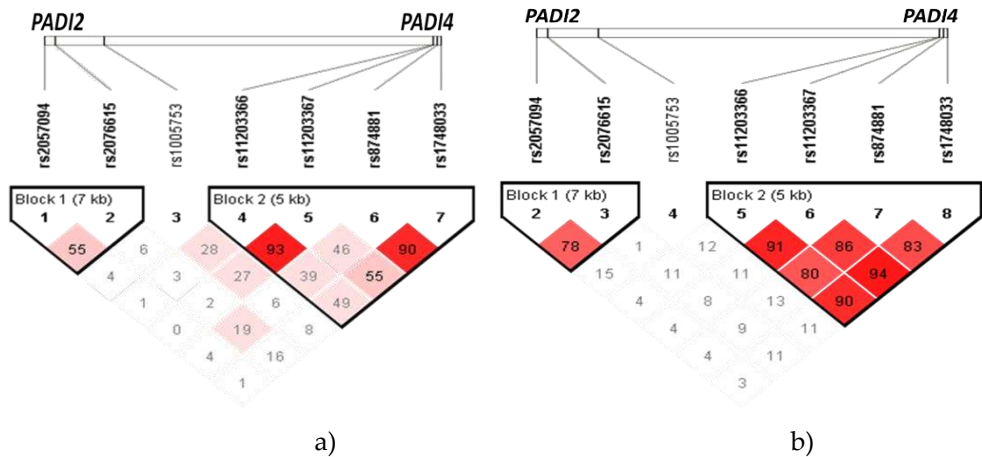 PADI2 PADI4
rs2057094
rs2076615
rs1005753
rs11203366
rs11203367
rs874881
rs1748033
Block 1 (7 kb) Block 2 (5 kb)
1 2 3 4 5 6 7
55 6 28 93 46 90
4 3 27 39 55
1 2 6 49
0 19 8
4 16
1
a)
PADI2 PADI4
rs2057094
rs2076615
rs1005753
rs11203366
rs11203367
rs874881
rs1748033
Block 1 (7 kb) Block 2 (5 kb)
2 3 4 5 6 7 8
78 1 12 91 86 83
15 11 11 80 94
4 8 13 90
4 9 11
4 11
3
b)